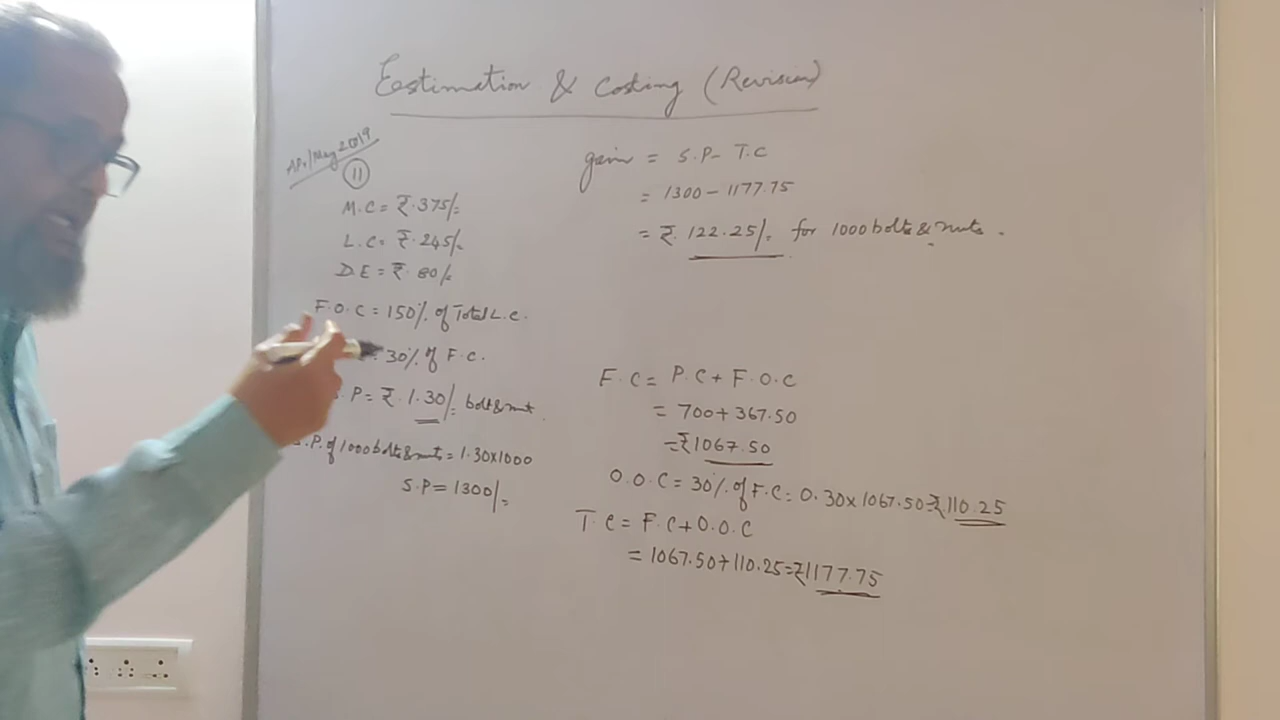 Eestimation & Costing (Revision)
Ap./May 2019
11
M.C = ₹.375/-
L.C = ₹.245/-
D.E = ₹.80/-
F.O.C = 150% of Total L.C.
30% of F.C.
P = ₹.1.30/- bolt & nut.
S.P. of 1000 bolts & nuts = 1.30x1000
S.P = 1300/-
gain = S.P - T.C
= 1300 - 1177.75
= ₹.122.25/- for 1000 bolts & nuts.
F.C = P.C + F.O.C
= 700 + 367.50
= ₹1067.50
O.O.C = 30% of F.C = 0.30 x 1067.50 = ₹110.25
T.C = F.C + O.O.C
= 1067.50 + 110.25 = ₹1177.75